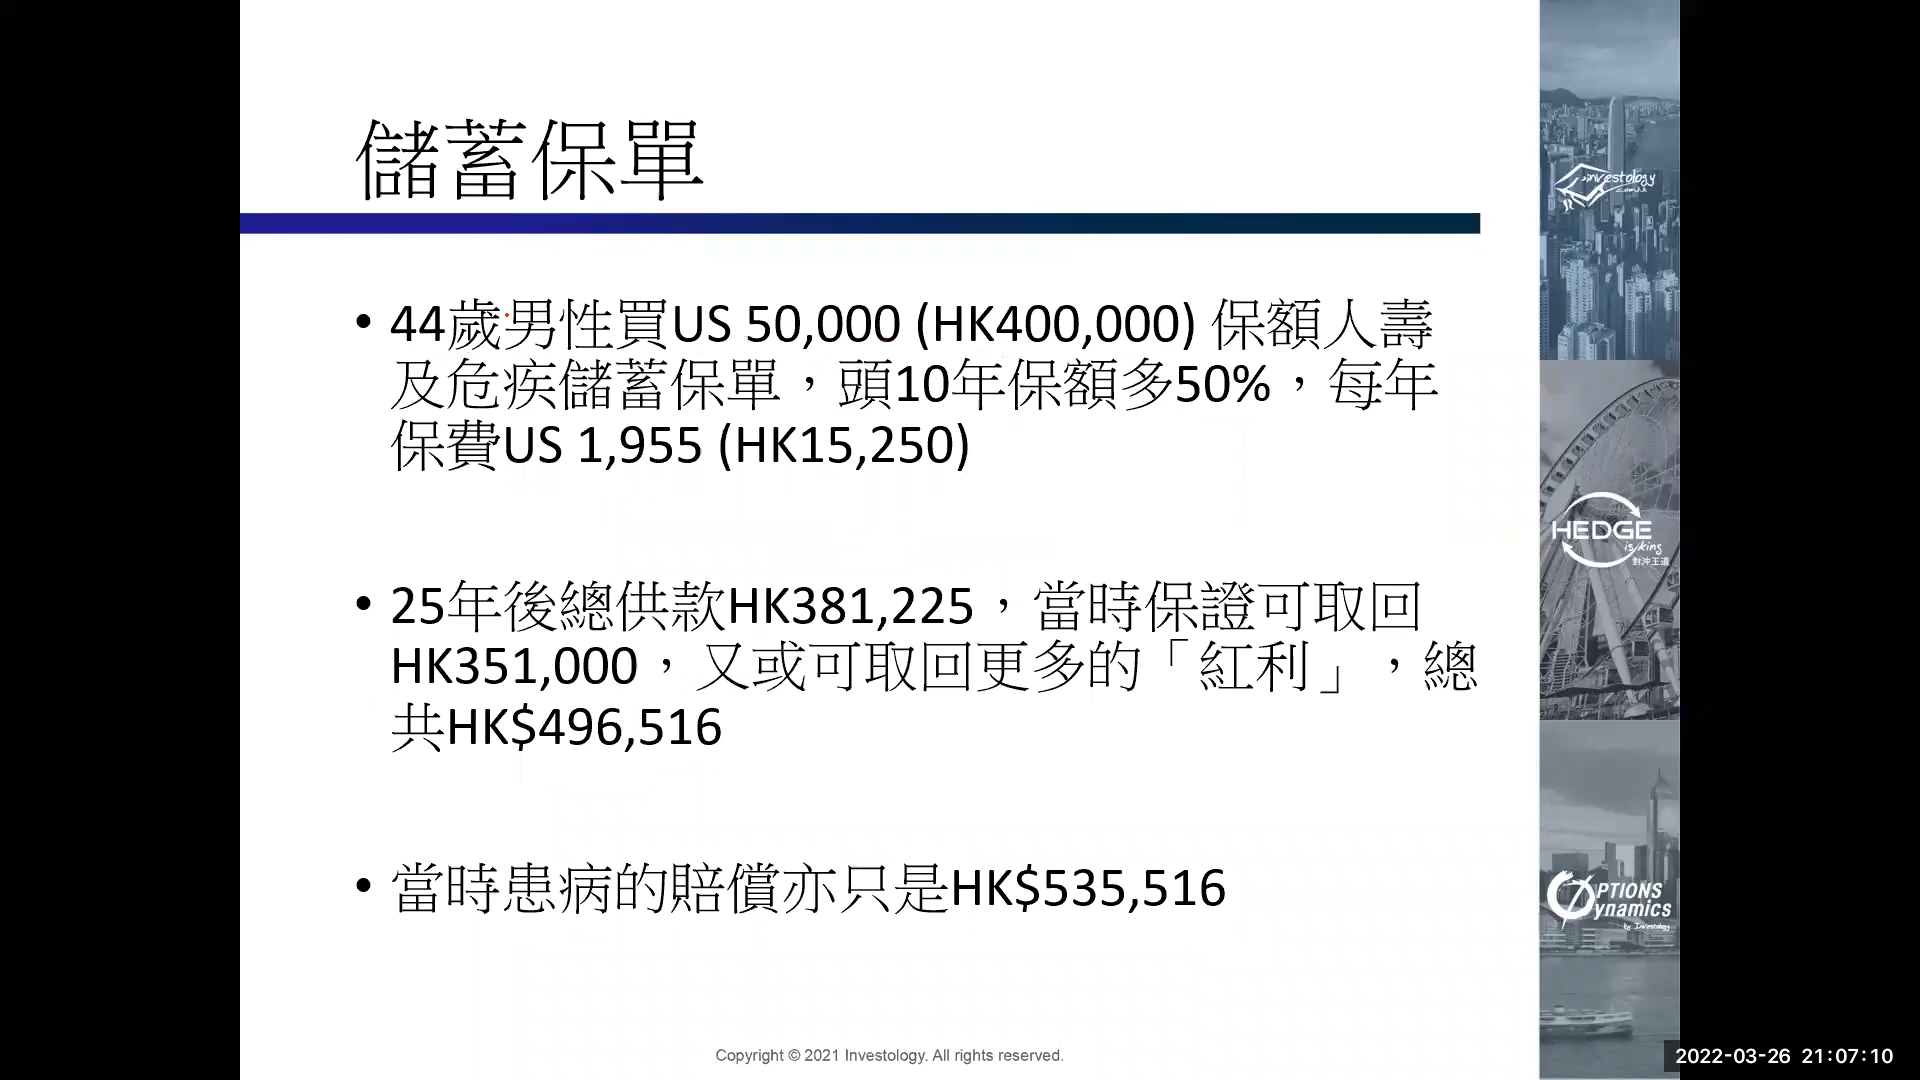 儲蓄保單
• 44歲男性買US 50,000 (HK400,000) 保額人壽
及危疾儲蓄保單，頭10年保額多50%，每年
保費US 1,955 (HK15,250)
• 25年後總供款HK381,225，當時保證可取回
HK351,000，又或可取回更多的「紅利」，總
共HK$496,516
• 當時患病的賠償亦只是HK$535,516
Copyright © 2021 Investology. All rights reserved.
investology
.com.hk
HEDGE
is king
對沖王道
OPTIONS
Dynamics
by Investology
2022-03-26 21:07:10